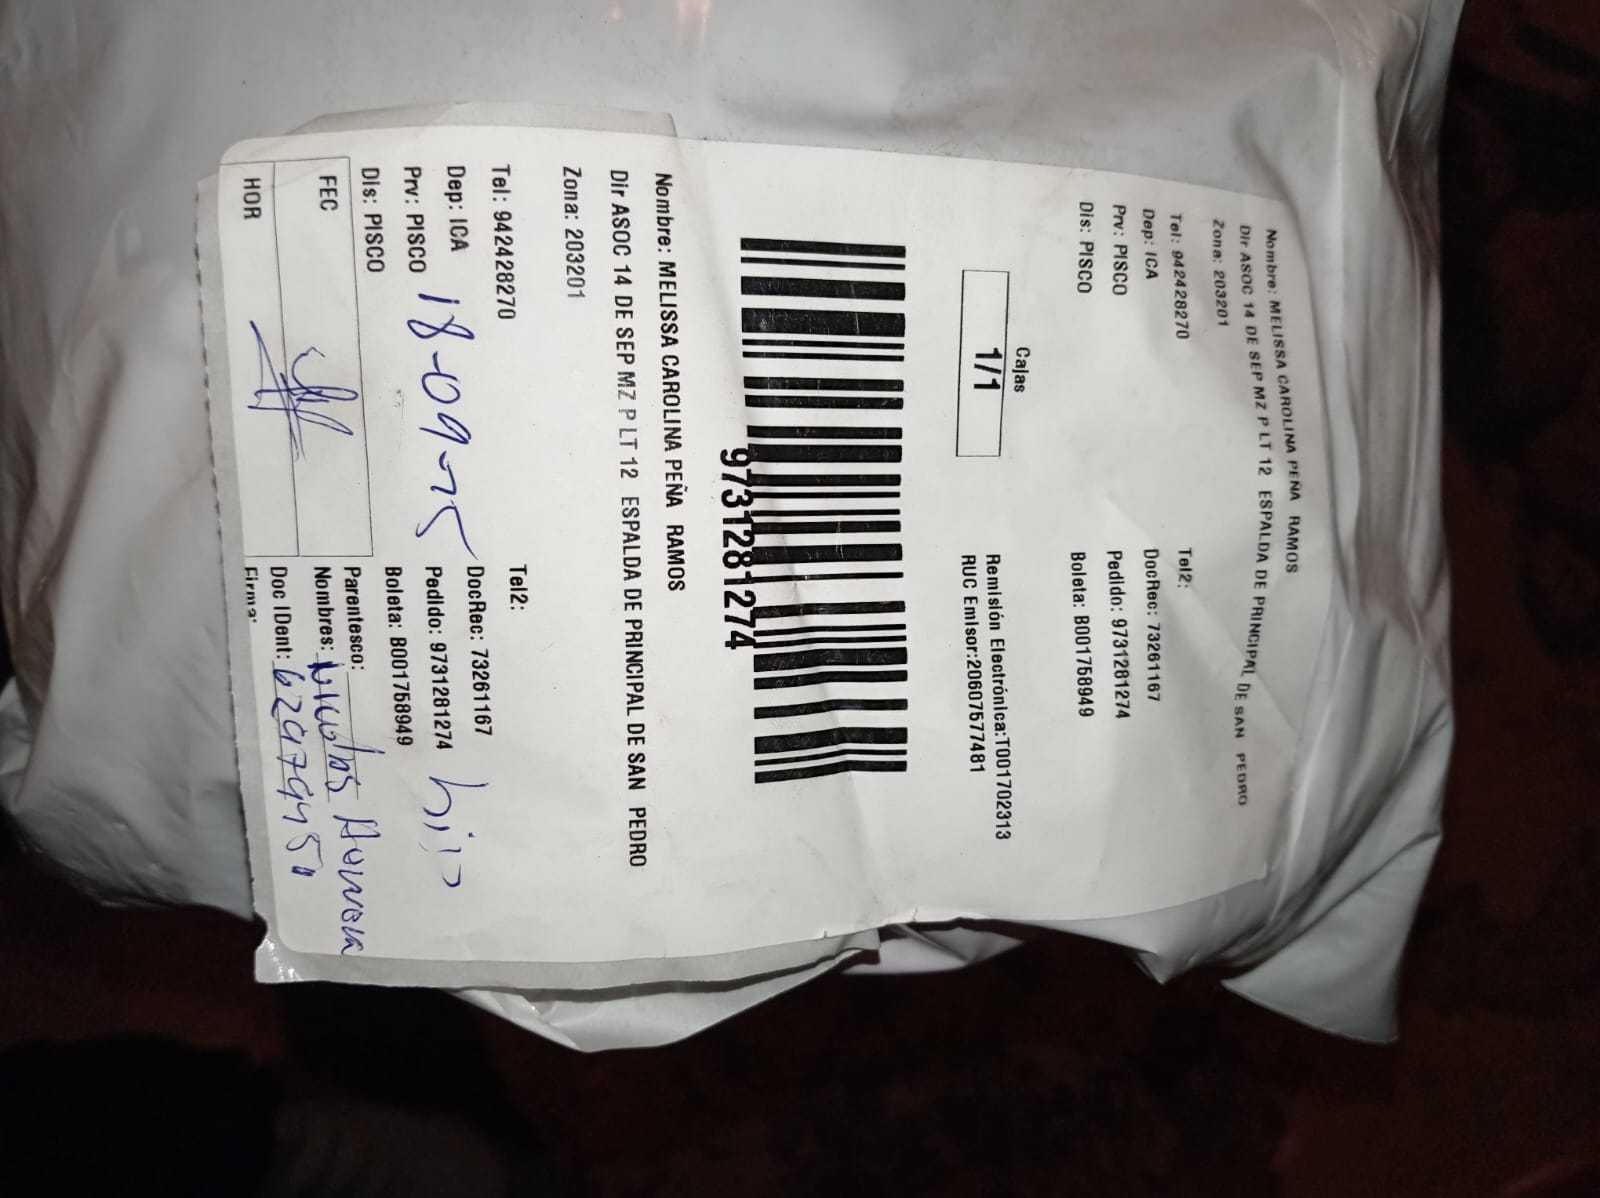 Nombre: MELISSA CAROLINA PEÑA RAMOS
Dir ASOC 14 DE SEP MZ P LT 12 ESPALDA DE PRINCIPAL DE SAN PEDRO
Zona: 203201
Tel: 942428270 Tel2:
Dep: ICA DocRec: 73261167
Prv: PISCO Pedido: 9731281274
Dis: PISCO Boleta: B001758949
Cajas
1/1
Remisión Electrónica:T001702313
RUC Emisor:20607577481
9731281274
Nombre: MELISSA CAROLINA PEÑA RAMOS
Dir ASOC 14 DE SEP MZ P LT 12 ESPALDA DE PRINCIPAL DE SAN PEDRO
Zona: 203201
Tel: 942428270 Tel2:
Dep: ICA DocRec: 73261167
Prv: PISCO Pedido: 9731281274
Dis: PISCO Boleta: B001758949
18-09-25 hijo
FEC Parentesco:
Nombres:
HOR Doc IDent:
Firma: